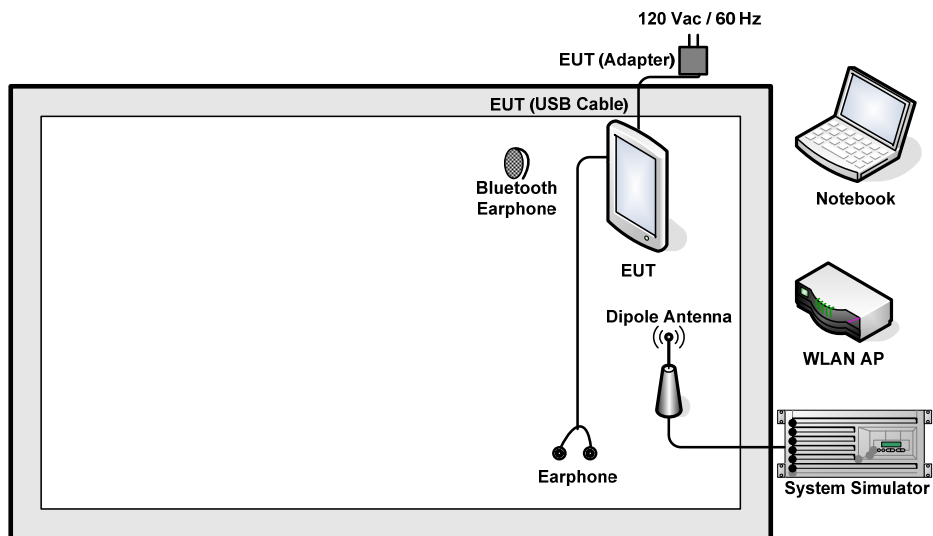 120 Vac / 60 Hz
EUT (Adapter)
EUT (USB Cable)
Bluetooth
Earphone
Notebook
EUT
Dipole Antenna
WLAN AP
Earphone
System Simulator